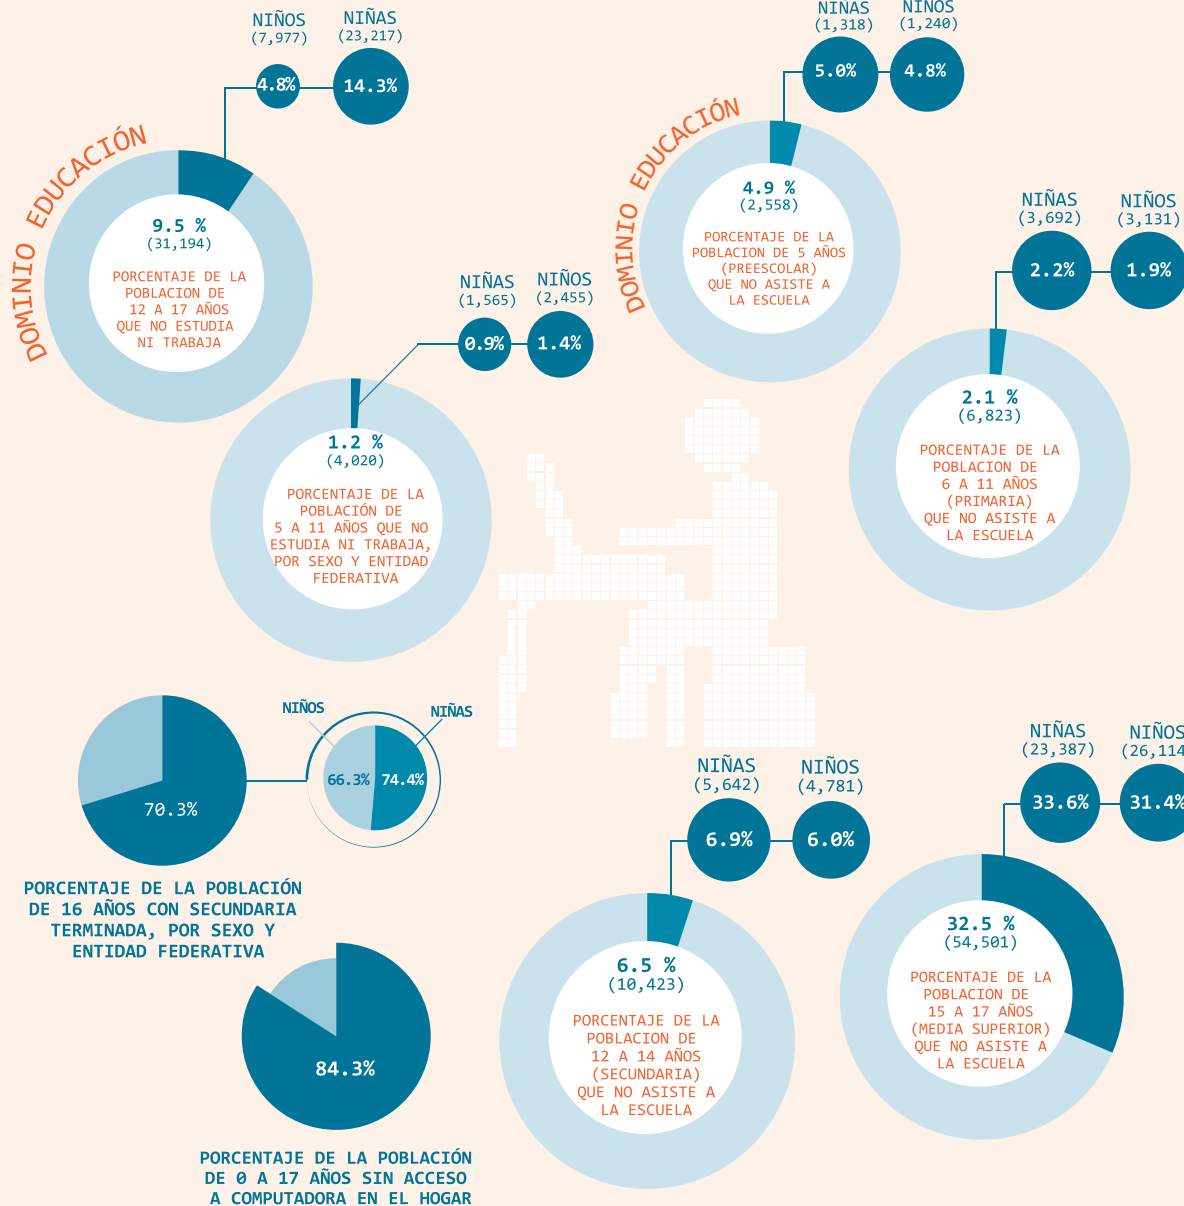 NIÑOS
(7,977)
NIÑAS
(23,217)
4.8%
14.3%
DOMINIO EDUCACIÓN
9.5 %
(31,194)
PORCENTAJE DE LA
POBLACION DE
12 A 17 AÑOS
QUE NO ESTUDIA
NI TRABAJA
NIÑAS
(1,565)
NIÑOS
(2,455)
0.9%
1.4%
1.2 %
(4,020)
PORCENTAJE DE LA
POBLACIÓN DE
5 A 11 AÑOS QUE NO
ESTUDIA NI TRABAJA,
POR SEXO Y ENTIDAD
FEDERATIVA
NIÑAS
(1,318)
NIÑOS
(1,240)
5.0%
4.8%
DOMINIO EDUCACIÓN
4.9 %
(2,558)
PORCENTAJE DE LA
POBLACION DE 5 AÑOS
(PREESCOLAR)
QUE NO ASISTE A
LA ESCUELA
NIÑAS
(3,692)
NIÑOS
(3,131)
2.2%
1.9%
2.1 %
(6,823)
PORCENTAJE DE LA
POBLACION DE
6 A 11 AÑOS
(PRIMARIA)
QUE NO ASISTE A
LA ESCUELA
70.3%
NIÑOS
NIÑAS
66.3%
74.4%
PORCENTAJE DE LA POBLACIÓN
DE 16 AÑOS CON SECUNDARIA
TERMINADA, POR SEXO Y
ENTIDAD FEDERATIVA
84.3%
PORCENTAJE DE LA POBLACIÓN
DE 0 A 17 AÑOS SIN ACCESO
A COMPUTADORA EN EL HOGAR
NIÑAS
(5,642)
NIÑOS
(4,781)
6.9%
6.0%
6.5 %
(10,423)
PORCENTAJE DE LA
POBLACION DE
12 A 14 AÑOS
(SECUNDARIA)
QUE NO ASISTE A
LA ESCUELA
NIÑAS
(23,387)
NIÑOS
(26,114
33.6%
31.4%
32.5 %
(54,501)
PORCENTAJE DE LA
POBLACION DE
15 A 17 AÑOS
(MEDIA SUPERIOR)
QUE NO ASISTE A
LA ESCUELA